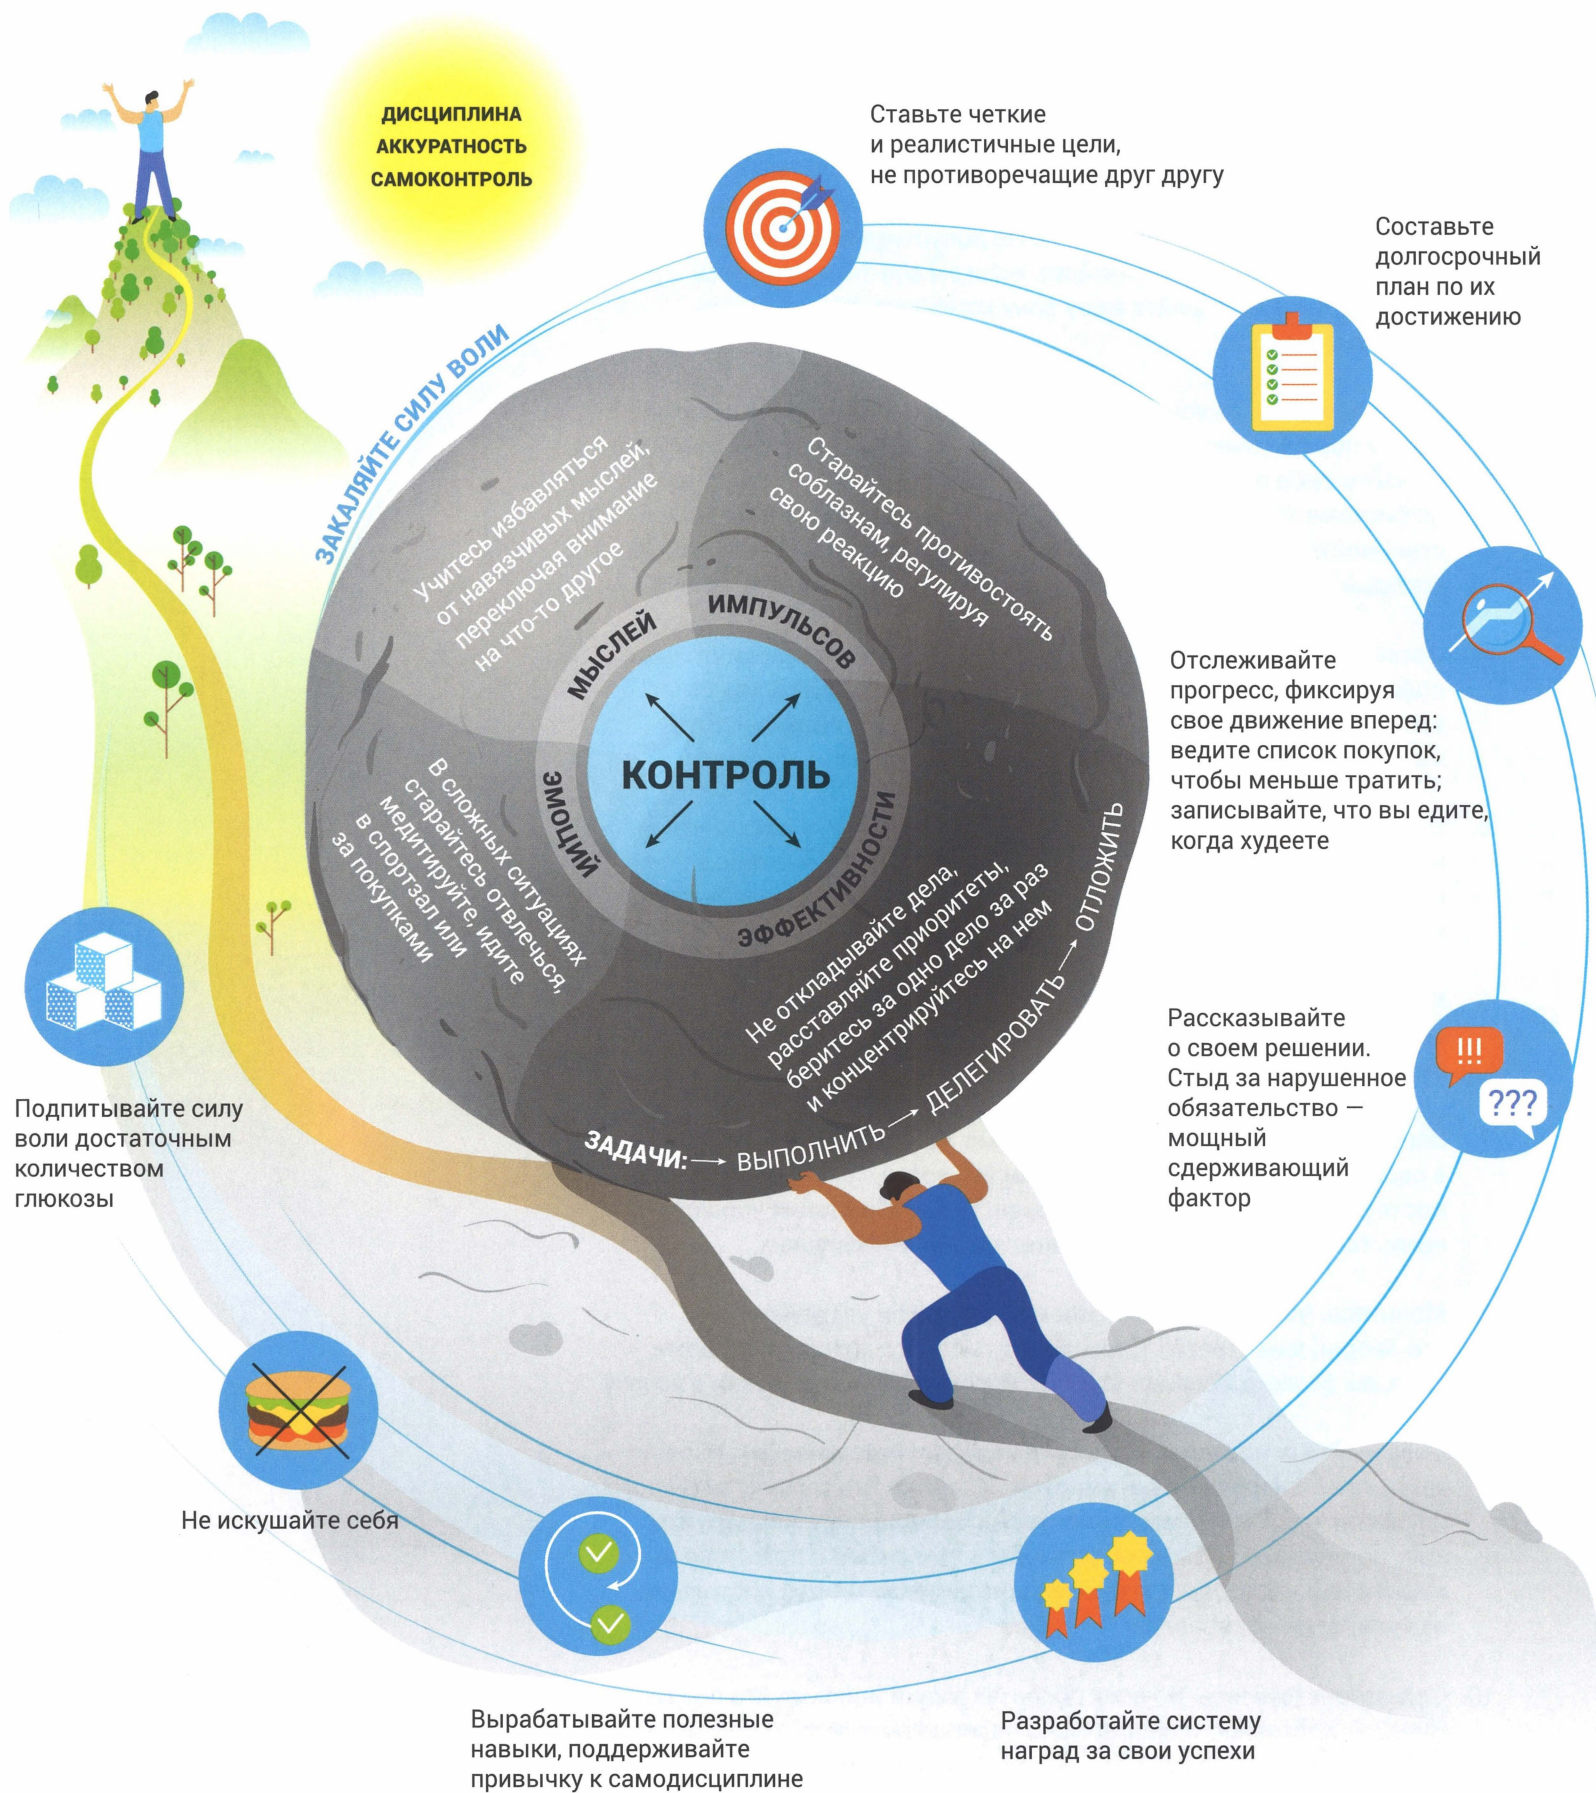 ДИСЦИПЛИНА
АККУРАТНОСТЬ
САМОКОНТРОЛЬ
ЗАКАЛЯЙТЕ СИЛУ ВОЛИ
Ставьте четкие
и реалистичные цели,
не противоречащие друг другу
Составьте
долгосрочный
план по их
достижению
Отслеживайте
прогресс, фиксируя
свое движение вперед:
ведите список покупок,
чтобы меньше тратить;
записывайте, что вы едите,
когда худеете
Рассказывайте
о своем решении.
Стыд за нарушенное
обязательство —
мощный
сдерживающий
фактор
!!!
???
Разработайте систему
наград за свои успехи
Вырабатывайте полезные
навыки, поддерживайте
привычку к самодисциплине
Не искушайте себя
Подпитывайте силу
воли достаточным
количеством
глюкозы
КОНТРОЛЬ
МЫСЛЕЙ
Учитесь избавляться
от навязчивых мыслей,
переключая внимание
на что-то другое
ИМПУЛЬСОВ
Старайтесь противостоять
соблазнам, регулируя
свою реакцию
ЭМОЦИЙ
В сложных ситуациях
старайтесь отвлечься,
медитируйте, идите
в спортзал или
за покупками
ЭФФЕКТИВНОСТИ
Не откладывайте дела,
расставляйте приоритеты,
беритесь за одно дело за раз
и концентрируйтесь на нем
ЗАДАЧИ: → ВЫПОЛНИТЬ → ДЕЛЕГИРОВАТЬ → ОТЛОЖИТЬ